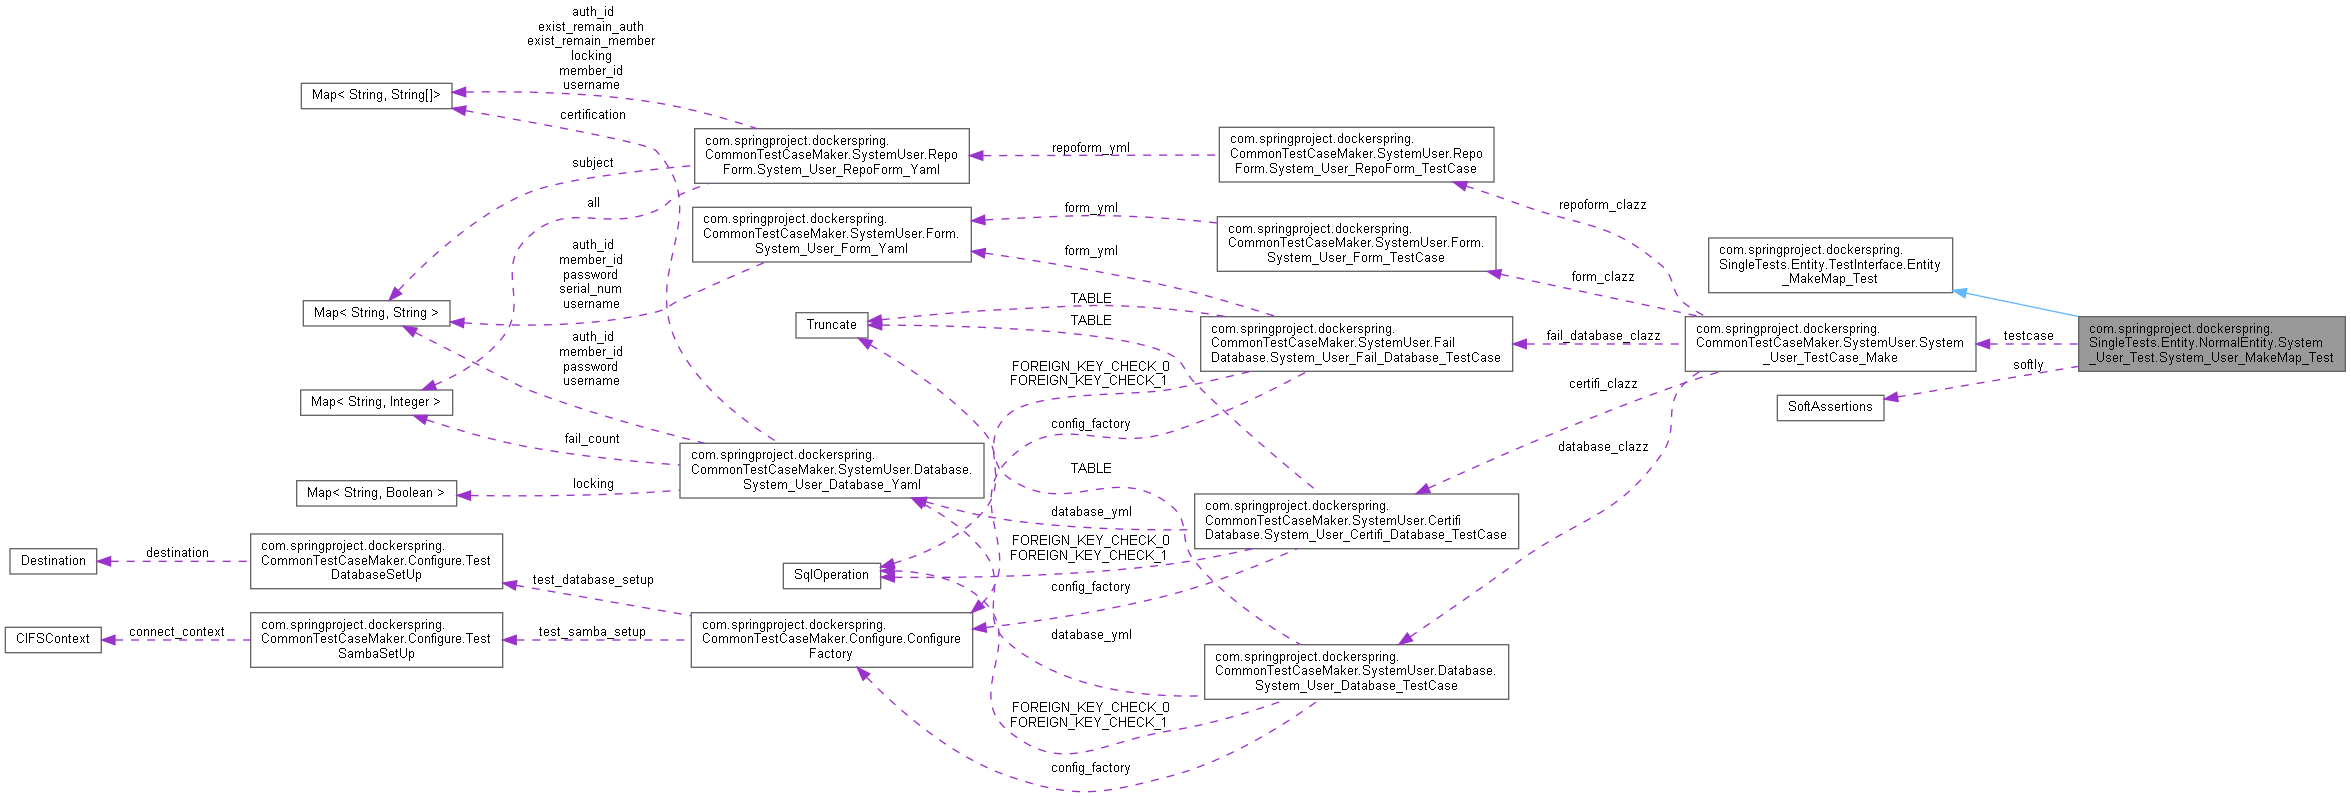 auth_id
exist_remain_auth
exist_remain_member
locking
member_id
username
Map< String, String[]>
certification
subject
all
com.springproject.dockerspring.
CommonTestCaseMaker.SystemUser.Repo
Form.System_User_RepoForm_Yaml
repoform_yml
com.springproject.dockerspring.
CommonTestCaseMaker.SystemUser.Repo
Form.System_User_RepoForm_TestCase
repoform_clazz
com.springproject.dockerspring.
CommonTestCaseMaker.SystemUser.Form.
System_User_Form_Yaml
form_yml
form_yml
com.springproject.dockerspring.
CommonTestCaseMaker.SystemUser.Form.
System_User_Form_TestCase
form_clazz
com.springproject.dockerspring.
SingleTests.Entity.TestInterface.Entity
_MakeMap_Test
auth_id
member_id
password
serial_num
username
Map< String, String >
auth_id
member_id
password
username
Truncate
TABLE
TABLE
com.springproject.dockerspring.
CommonTestCaseMaker.SystemUser.Fail
Database.System_User_Fail_Database_TestCase
fail_database_clazz
com.springproject.dockerspring.
CommonTestCaseMaker.SystemUser.System
_User_TestCase_Make
testcase
softly
com.springproject.dockerspring.
SingleTests.Entity.NormalEntity.System
_User_Test.System_User_MakeMap_Test
SoftAssertions
FOREIGN_KEY_CHECK_0
FOREIGN_KEY_CHECK_1
certifi_clazz
Map< String, Integer >
config_factory
database_clazz
fail_count
com.springproject.dockerspring.
CommonTestCaseMaker.SystemUser.Database.
System_User_Database_Yaml
TABLE
Map< String, Boolean >
locking
database_yml
com.springproject.dockerspring.
CommonTestCaseMaker.SystemUser.Certifi
Database.System_User_Certifi_Database_TestCase
FOREIGN_KEY_CHECK_0
FOREIGN_KEY_CHECK_1
Destination
destination
com.springproject.dockerspring.
CommonTestCaseMaker.Configure.Test
DatabaseSetUp
test_database_setup
SqlOperation
config_factory
CIFSContext
connect_context
com.springproject.dockerspring.
CommonTestCaseMaker.Configure.Test
SambaSetUp
test_samba_setup
com.springproject.dockerspring.
CommonTestCaseMaker.Configure.Configure
Factory
database_yml
com.springproject.dockerspring.
CommonTestCaseMaker.SystemUser.Database.
System_User_Database_TestCase
FOREIGN_KEY_CHECK_0
FOREIGN_KEY_CHECK_1
config_factory